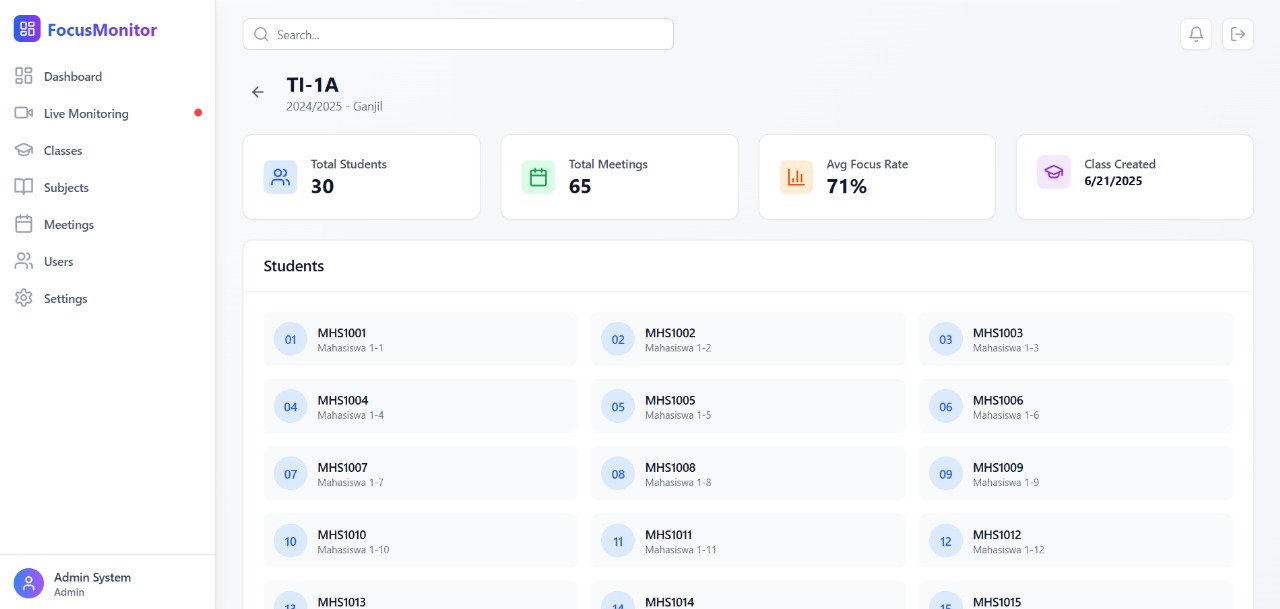 FocusMonitor
Dashboard
Live Monitoring
Classes
Subjects
Meetings
Users
Settings
Admin System
Admin
Search...
TI-1A
2024/2025 - Ganjil
Total Students
30
Total Meetings
65
Avg Focus Rate
71%
Class Created
6/21/2025
Students
01
MHS1001
Mahasiswa 1-1
02
MHS1002
Mahasiswa 1-2
03
MHS1003
Mahasiswa 1-3
04
MHS1004
Mahasiswa 1-4
05
MHS1005
Mahasiswa 1-5
06
MHS1006
Mahasiswa 1-6
07
MHS1007
Mahasiswa 1-7
08
MHS1008
Mahasiswa 1-8
09
MHS1009
Mahasiswa 1-9
10
MHS1010
Mahasiswa 1-10
11
MHS1011
Mahasiswa 1-11
12
MHS1012
Mahasiswa 1-12
13
MHS1013
14
MHS1014
15
MHS1015